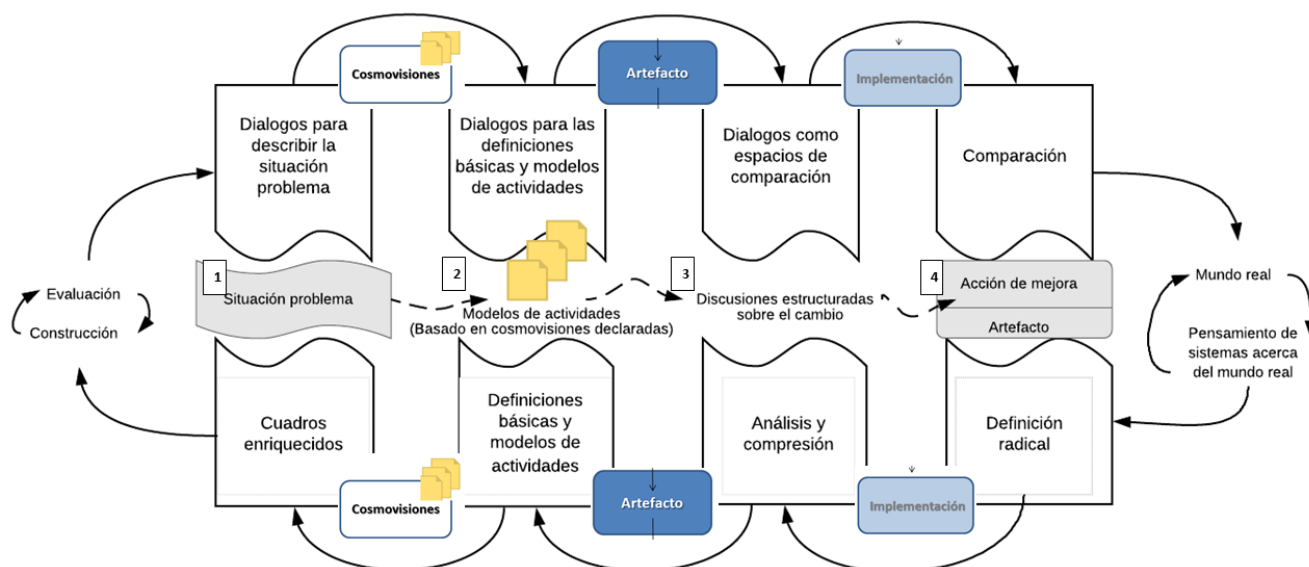 Cosmovisiones
Artefacto
Implementación
Dialogos para
describir la
situación
problema
Dialogos para las
definiciones
básicas y modelos
de actividades
Dialogos como
espacios de
comparación
Comparación
1
Situación problema
2
Modelos de actividades
(Basado en cosmovisiones declaradas)
3
Discusiones estructuradas
sobre el cambio
4
Acción de mejora
Artefacto
Evaluación
Construcción
Mundo real
Pensamiento de
sistemas acerca
del mundo real
Cuadros
enriquecidos
Definiciones
básicas y
modelos de
actividades
Análisis y
compresión
Definición
radical
Cosmovisiones
Artefacto
Implementación